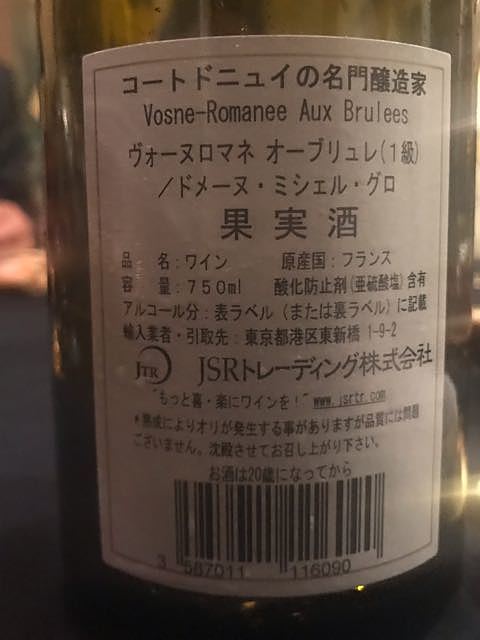 コートドニュイの名門醸造家
Vosne-Romanee Aux Brulees
ヴォーヌロマネ オーブリュレ(1級)
／ドメーヌ・ミシェル・グロ
果実酒
品　名：ワイン　原産国：フランス
容　量：750ml　酸化防止剤(亜硫酸塩)含有
アルコール分：表ラベル（または裏ラベル）に記載
輸入業者・引取先：東京都港区東新橋 1-9-2
JTR JSRトレーディング株式会社
"もっと喜・楽にワインを！" www.jsrtr.com
*熟成によりオリが発生する事がありますが品質には問題
ございません。沈殿させてお召し上がり下さい。
お酒は20歳になってから
3 587011 116090